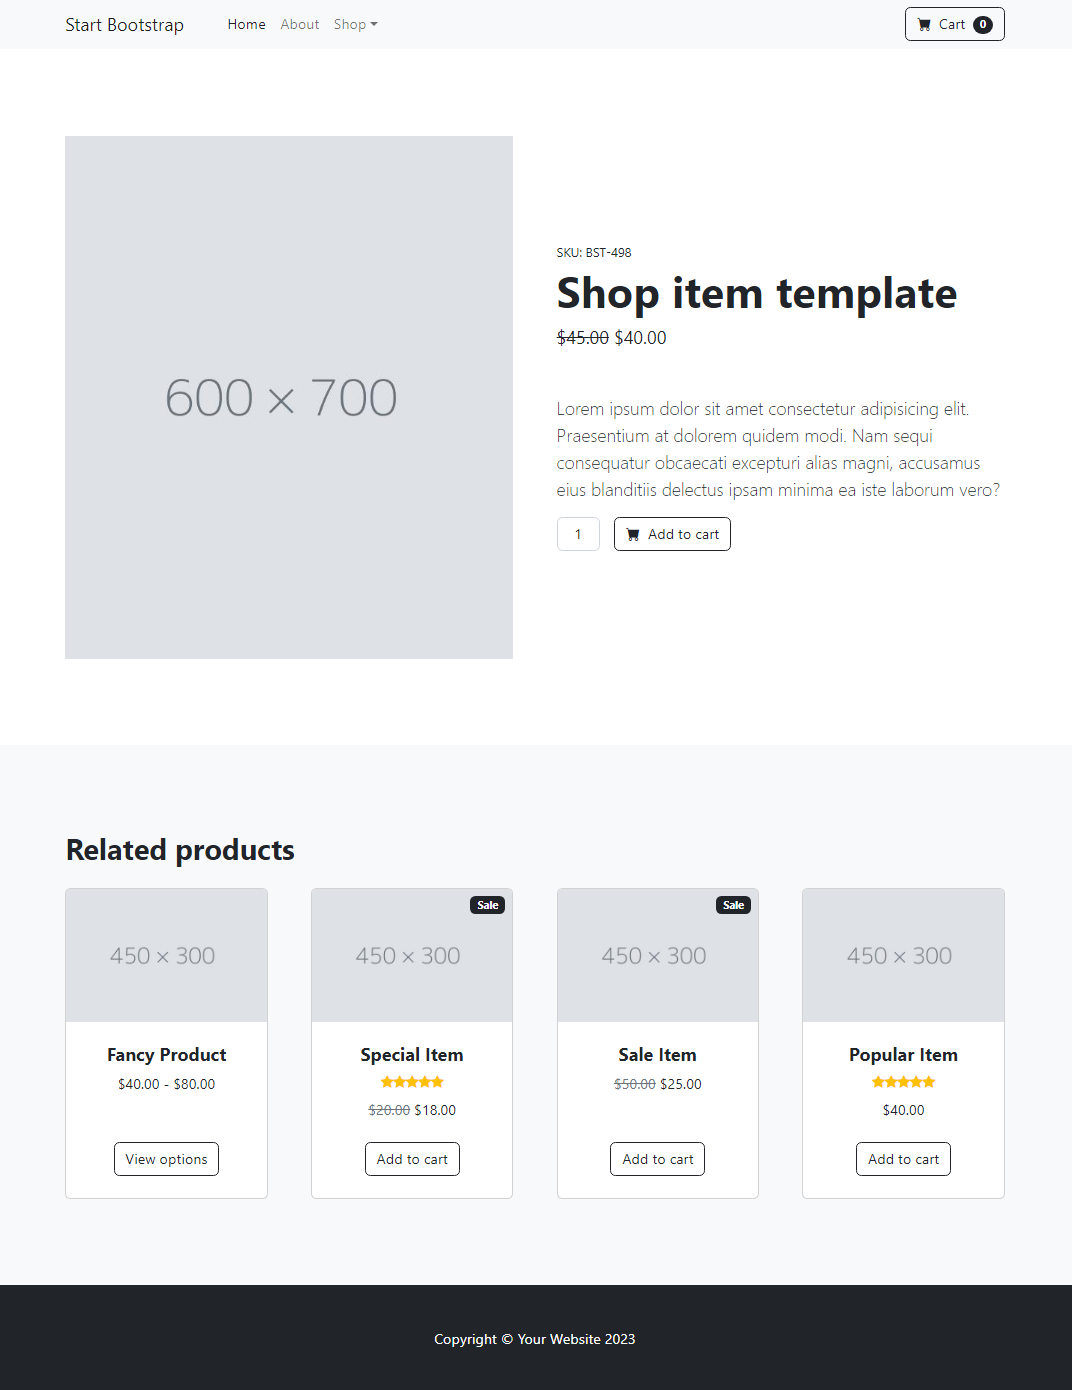 Start Bootstrap Home About Shop Cart 0
600 × 700
SKU: BST-498
Shop item template
$45.00 $40.00
Lorem ipsum dolor sit amet consectetur adipisicing elit.
Praesentium at dolorem quidem modi. Nam sequi
consequatur obcaecati excepturi alias magni, accusamus
eius blanditiis delectus ipsam minima ea iste laborum vero?
1 Add to cart
Related products
450 × 300
Fancy Product
$40.00 - $80.00
View options
Sale
450 × 300
Special Item
$20.00 $18.00
Add to cart
Sale
450 × 300
Sale Item
$50.00 $25.00
Add to cart
450 × 300
Popular Item
$40.00
Add to cart
Copyright © Your Website 2023